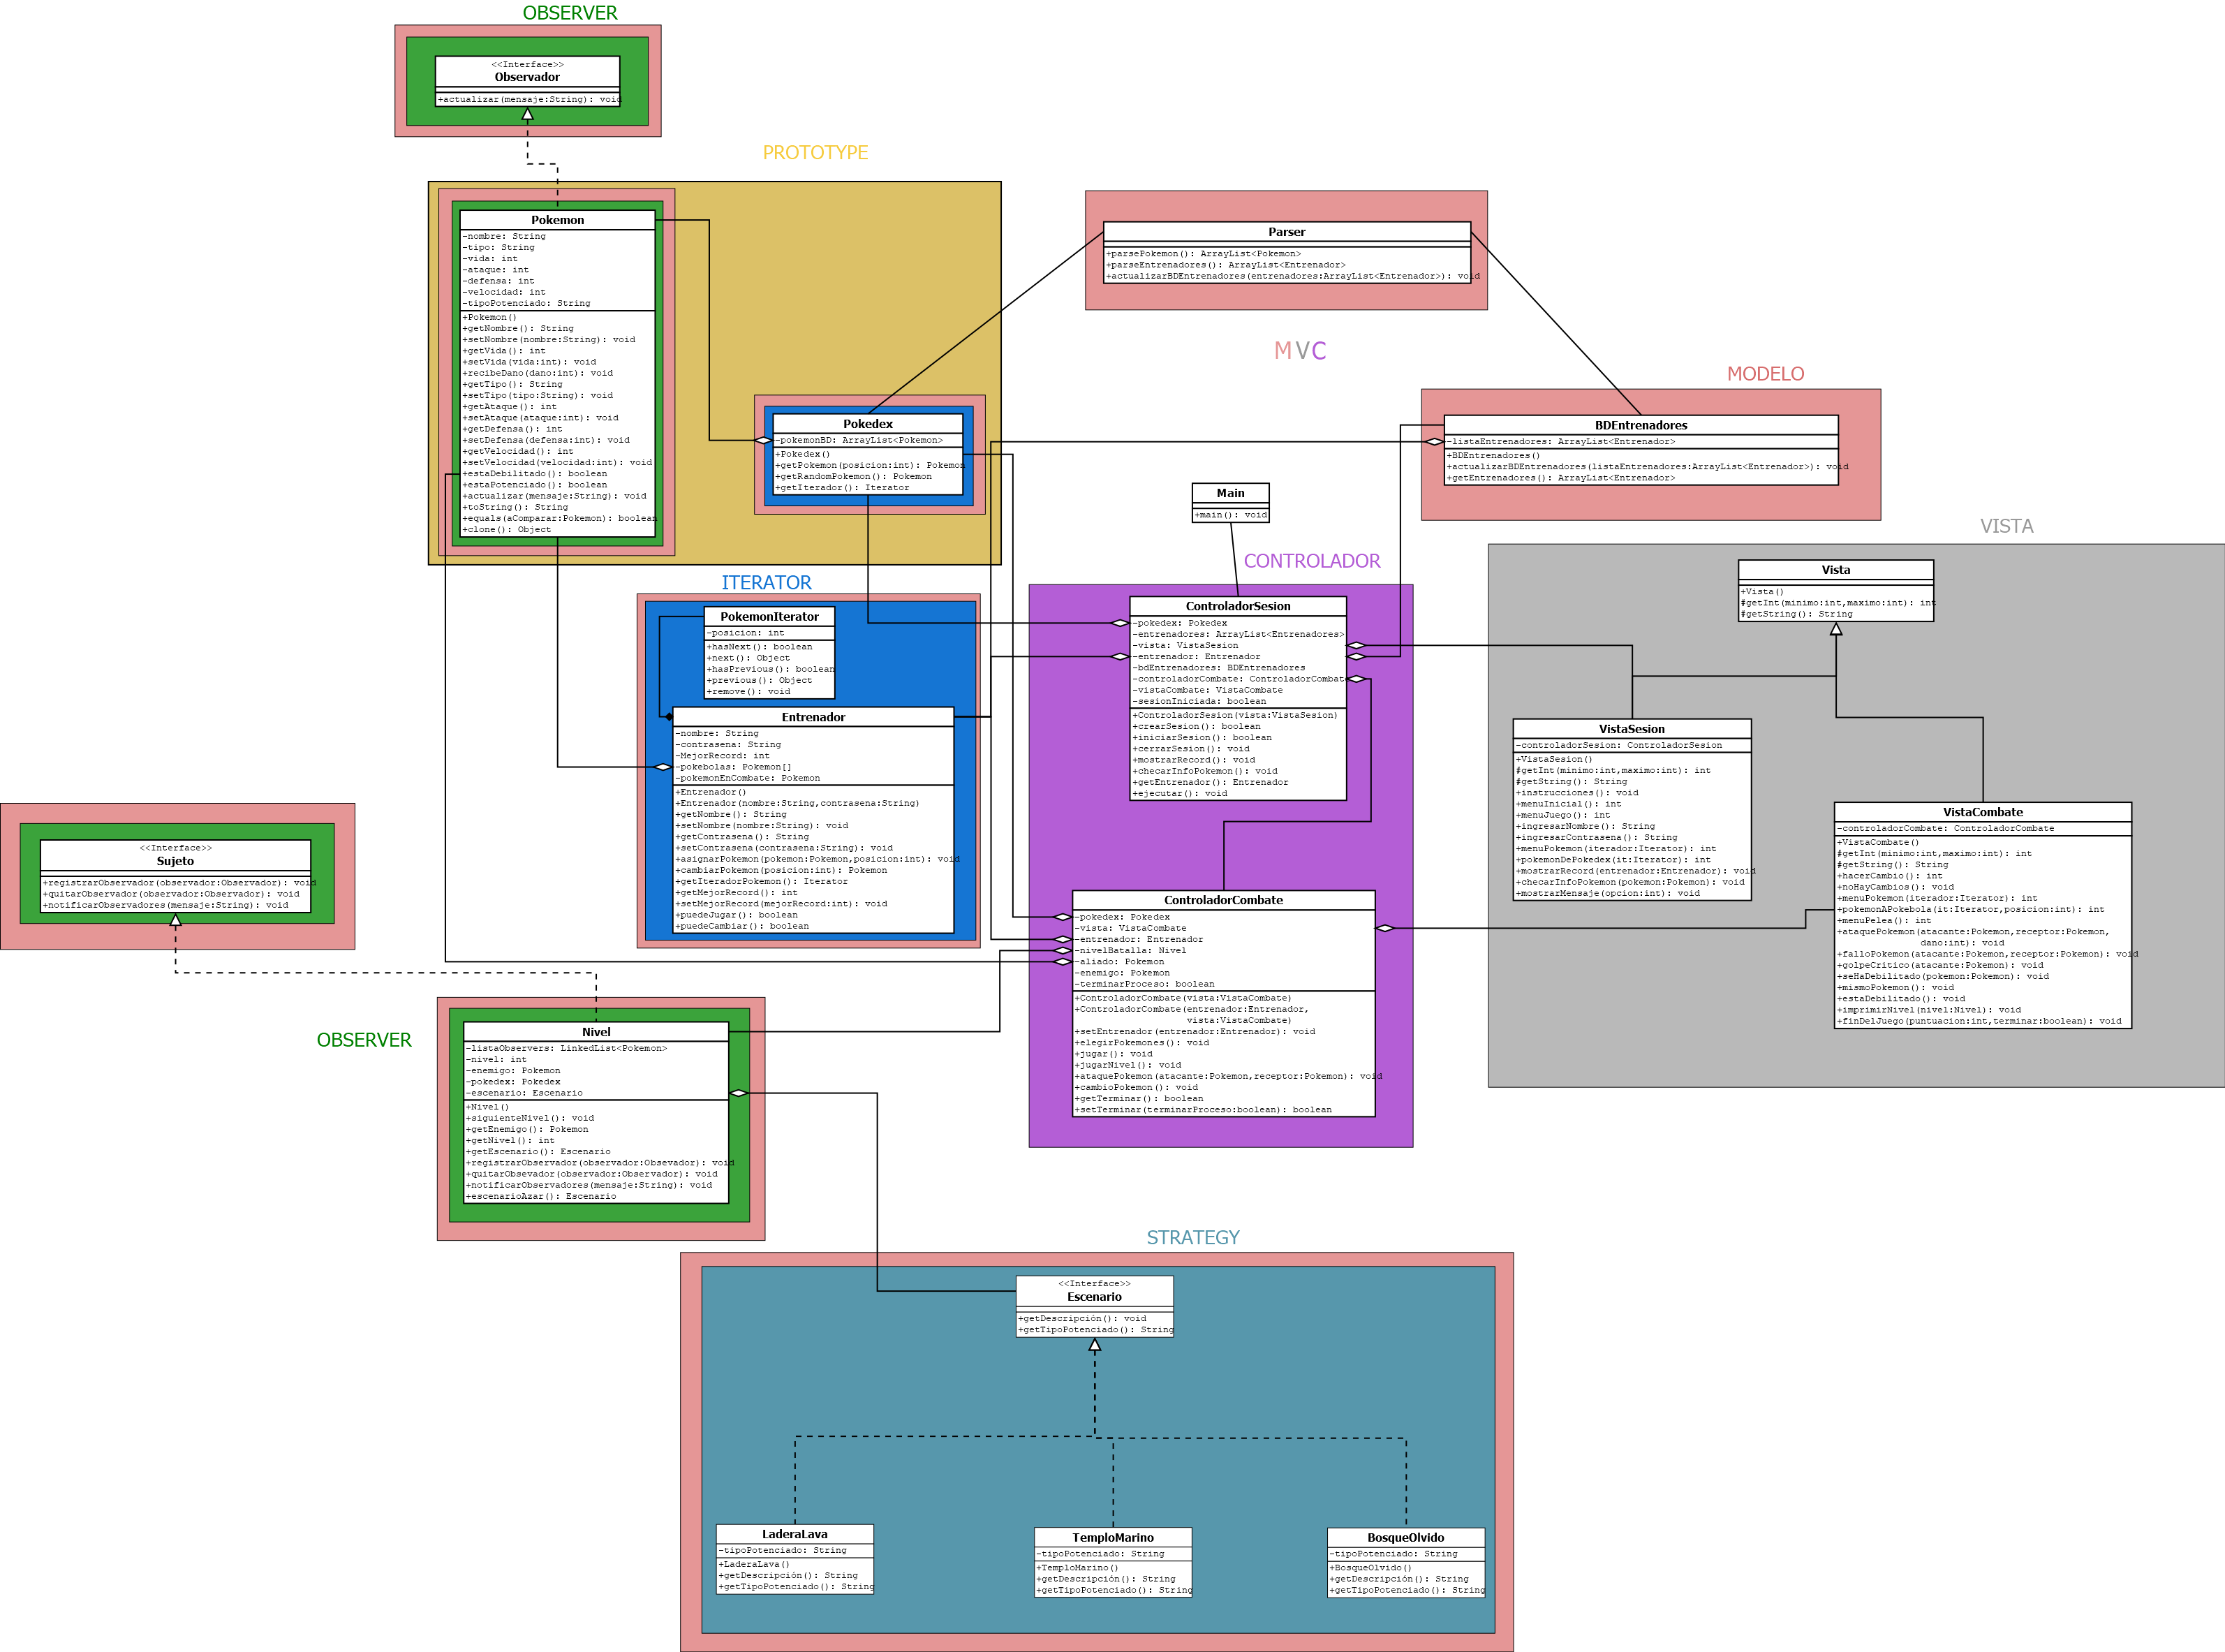 OBSERVER
<<Interface>>
Observador
+actualizar(mensaje:String): void
PROTOTYPE
Pokemon
-nombre: String
-tipo: String
-vida: int
-ataque: int
-defensa: int
-velocidad: int
-tipoPotenciado: String
+Pokemon()
+getNombre(): String
+setNombre(nombre:String): void
+getVida(): int
+setVida(vida:int): void
+recibeDano(dano:int): void
+getTipo(): String
+setTipo(tipo:String): void
+getAtaque(): int
+setAtaque(ataque:int): void
+getDefensa(): int
+setDefensa(defensa:int): void
+getVelocidad(): int
+setVelocidad(velocidad:int): void
+estaDebilitado(): boolean
+estaPotenciado(): boolean
+actualizar(mensaje:String): void
+toString(): String
+equals(aComparar:Pokemon): boolean
+clone(): Object
Pokedex
-pokemonBD: ArrayList<Pokemon>
+Pokedex()
+getPokemon(posicion:int): Pokemon
+getRandomPokemon(): Pokemon
+getIterador(): Iterator
Parser
+parsePokemon(): ArrayList<Pokemon>
+parseEntrenadores(): ArrayList<Entrenador>
+actualizarBDEntrenadores(entrenadores:ArrayList<Entrenador>): void
M V C
MODELO
BDEntrenadores
-listaEntrenadores: ArrayList<Entrenador>
+BDEntrenadores()
+actualizarBDEntrenadores(listaEntrenadores:ArrayList<Entrenador>): void
+getEntrenadores(): ArrayList<Entrenador>
Main
+main(): void
VISTA
Vista
+Vista()
#getInt(minimo:int,maximo:int): int
#getString(): String
CONTROLADOR
ControladorSesion
-pokedex: Pokedex
-entrenadores: ArrayList<Entrenadores>
-vista: VistaSesion
-entrenador: Entrenador
-bdEntrenadores: BDEntrenadores
-controladorCombate: ControladorCombate
-vistaCombate: VistaCombate
-sesionIniciada: boolean
+ControladorSesion(vista:VistaSesion)
+crearSesion(): boolean
+iniciarSesion(): boolean
+cerrarSesion(): void
+mostrarRecord(): void
+checarInfoPokemon(): void
+getEntrenador(): Entrenador
+ejecutar(): void
ITERATOR
PokemonIterator
-posicion: int
+hasNext(): boolean
+next(): Object
+hasPrevious(): boolean
+previous(): Object
+remove(): void
Entrenador
-nombre: String
-contrasena: String
-MejorRecord: int
-pokebolas: Pokemon[]
-pokemonEnCombate: Pokemon
+Entrenador()
+Entrenador(nombre:String,contrasena:String)
+getNombre(): String
+setNombre(nombre:String): void
+getContrasena(): String
+setContrasena(contrasena:String): void
+asignarPokemon(pokemon:Pokemon,posicion:int): void
+cambiarPokemon(posicion:int): Pokemon
+getIteradorPokemon(): Iterator
+getMejorRecord(): int
+setMejorRecord(mejorRecord:int): void
+puedeJugar(): boolean
+puedeCambiar(): boolean
VistaSesion
-controladorSesion: ControladorSesion
+VistaSesion()
#getInt(minimo:int,maximo:int): int
#getString(): String
+instrucciones(): void
+menuInicial(): int
+menuJuego(): int
+ingresarNombre(): String
+ingresarContrasena(): String
+menuPokemon(iterador:Iterator): int
+pokemonDePokedex(it:Iterator): int
+mostrarRecord(entrenador:Entrenador): void
+checarInfoPokemon(pokemon:Pokemon): void
+mostrarMensaje(opcion:int): void
VistaCombate
-controladorCombate: ControladorCombate
+VistaCombate()
#getInt(minimo:int,maximo:int): int
#getString(): String
+hacerCambio(): int
+noHayCambios(): void
+menuPokemon(iterador:Iterator): int
+pokemonAPokebola(it:Iterator,posicion:int): int
+menuPelea(): int
+ataquePokemon(atacante:Pokemon,receptor:Pokemon,
dano:int): void
+falloPokemon(atacante:Pokemon,receptor:Pokemon): void
+golpeCritico(atacante:Pokemon): void
+seHaDebilitado(pokemon:Pokemon): void
+mismoPokemon(): void
+estaDebilitado(): void
+imprimirNivel(nivel:Nivel): void
+finDelJuego(puntuacion:int,terminar:boolean): void
<<Interface>>
Sujeto
+registrarObservador(observador:Observador): void
+quitarObservador(observador:Observador): void
+notificarObservadores(mensaje:String): void
ControladorCombate
-pokedex: Pokedex
-vista: VistaCombate
-entrenador: Entrenador
-nivelBatalla: Nivel
-aliado: Pokemon
-enemigo: Pokemon
-terminarProceso: boolean
+ControladorCombate(vista:VistaCombate)
+ControladorCombate(entrenador:Entrenador,
vista:VistaCombate)
+setEntrenador(entrenador:Entrenador): void
+elegirPokemones(): void
+jugar(): void
+jugarNivel(): void
+ataquePokemon(atacante:Pokemon,receptor:Pokemon): void
+cambioPokemon(): void
+getTerminar(): boolean
+setTerminar(terminarProceso:boolean): boolean
OBSERVER
Nivel
-listaObservers: LinkedList<Pokemon>
-nivel: int
-enemigo: Pokemon
-pokedex: Pokedex
-escenario: Escenario
+Nivel()
+siguienteNivel(): void
+getEnemigo(): Pokemon
+getNivel(): int
+getEscenario(): Escenario
+registrarObservador(observador:Obsevador): void
+quitarObsevador(observador:Observador): void
+notificarObservadores(mensaje:String): void
+escenarioAzar(): Escenario
STRATEGY
<<Interface>>
Escenario
+getDescripción(): void
+getTipoPotenciado(): String
LaderaLava
-tipoPotenciado: String
+LaderaLava()
+getDescripción(): String
+getTipoPotenciado(): String
TemploMarino
-tipoPotenciado: String
+TemploMarino()
+getDescripción(): String
+getTipoPotenciado(): String
BosqueOlvido
-tipoPotenciado: String
+BosqueOlvido()
+getDescripción(): String
+getTipoPotenciado(): String